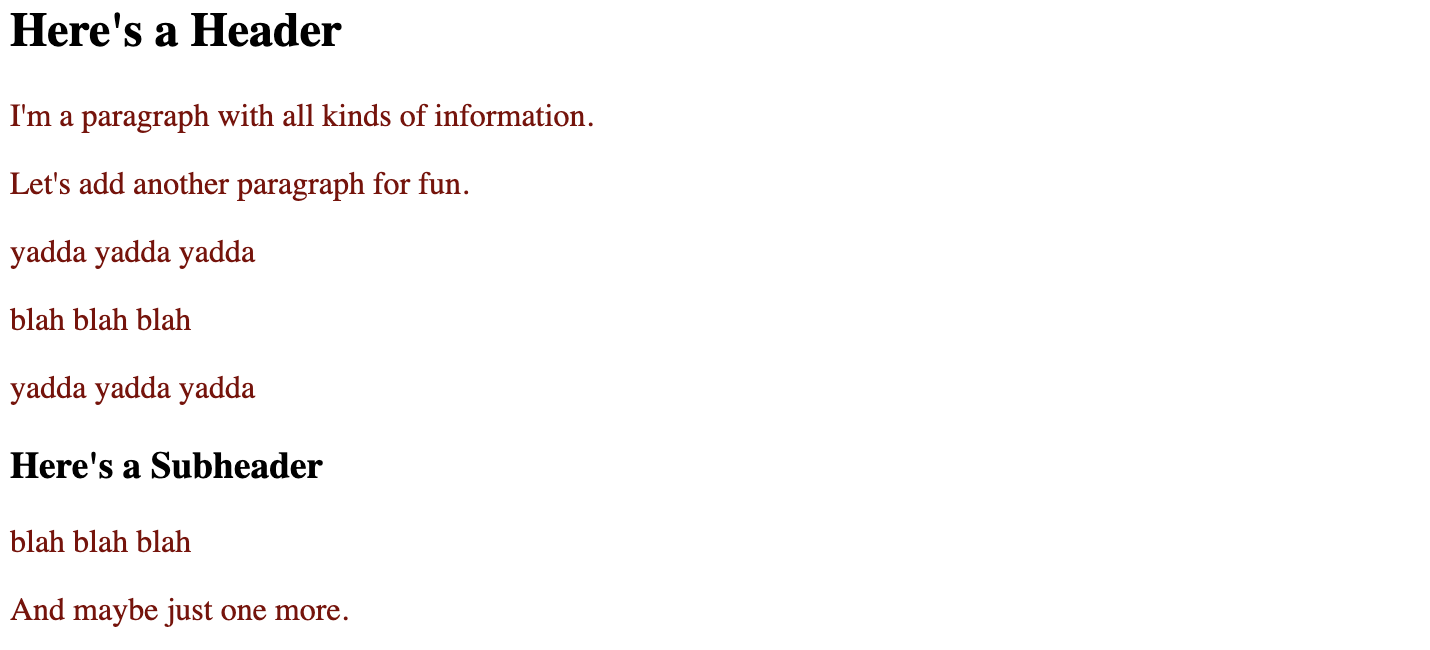 Here's a Header
I'm a paragraph with all kinds of information.
Let's add another paragraph for fun.
yadda yadda yadda
blah blah blah
yadda yadda yadda
Here's a Subheader
blah blah blah
And maybe just one more.